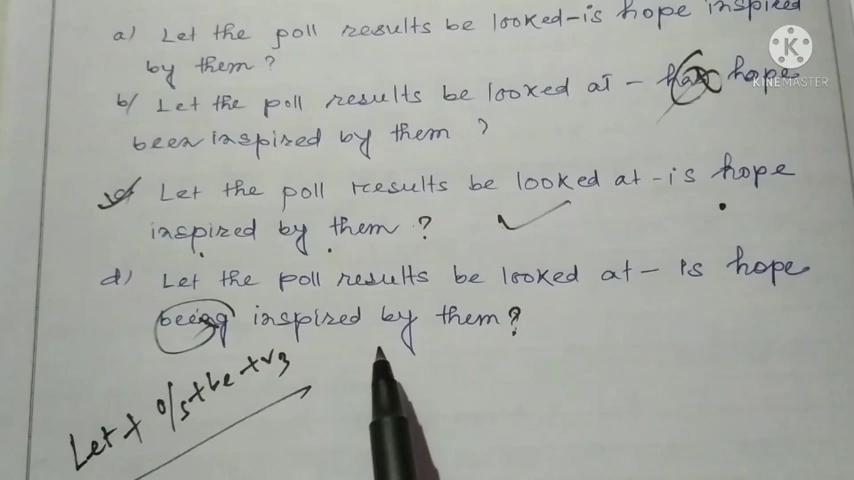 a) Let the poll results be looked-is hope inspired
by them?
KINEMASTER
b) Let the poll results be looked at - has hope
been inspired by them?
c) Let the poll results be looked at -is hope
inspired by them?
d) Let the poll results be looked at- is hope
being inspired by them?
Let + o/s + be + v3